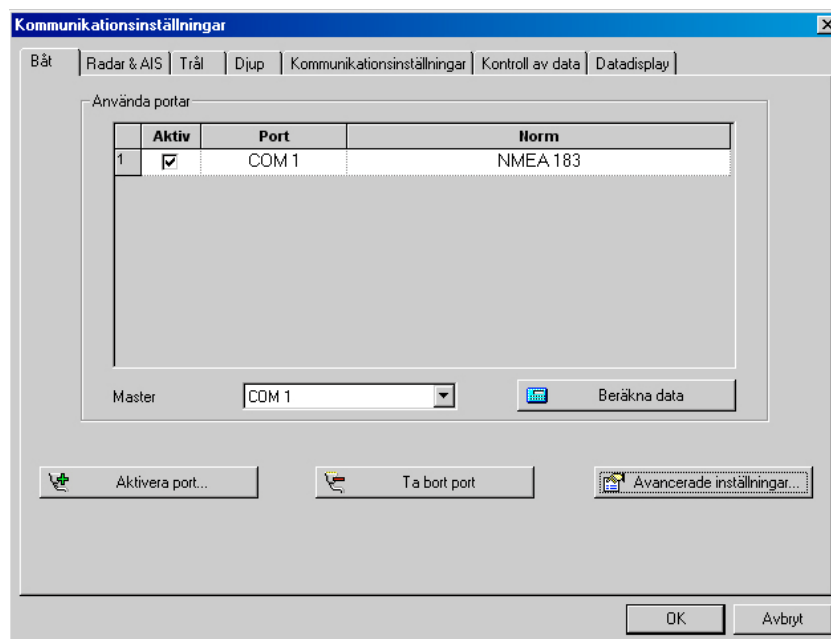 Kommunikationsinställningar
Båt Radar & AIS Trål Djup Kommunikationsinställningar Kontroll av data Datadisplay
Använda portar
Aktiv Port Norm
1 COM 1 NMEA 183
Master COM 1 Beräkna data
Aktivera port... Ta bort port Avancerade inställningar...
OK Avbryt